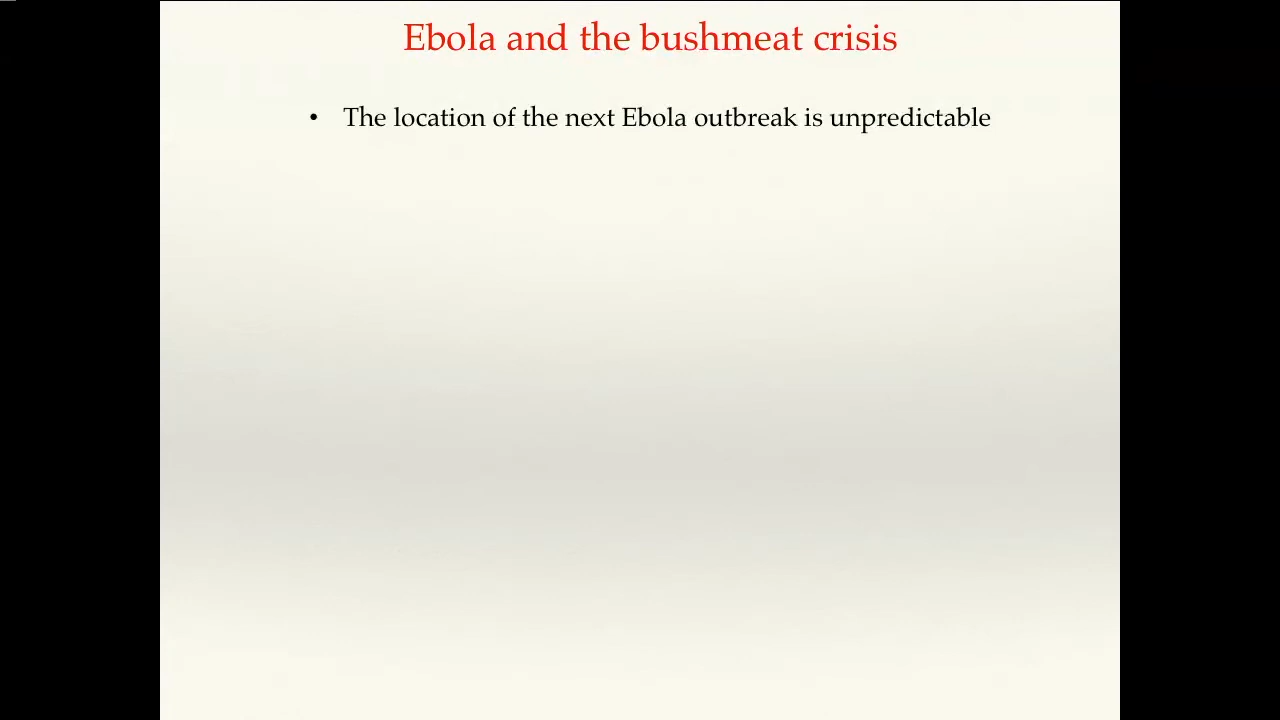 Ebola and the bushmeat crisis
• The location of the next Ebola outbreak is unpredictable